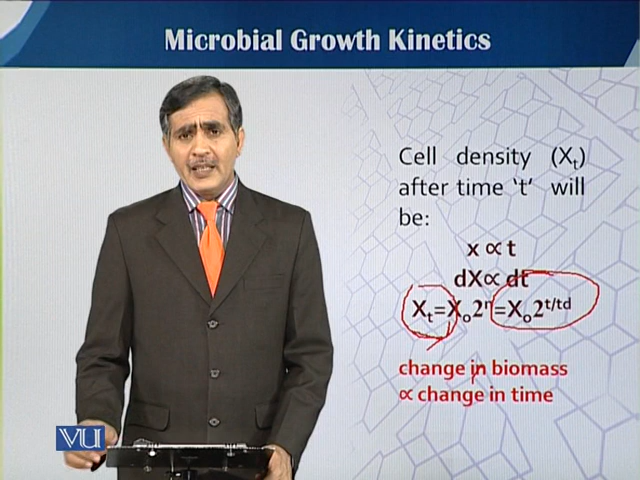 Microbial Growth Kinetics
Cell density (Xₜ)
after time ‘t’ will
be:
x ∝ t
dX∝ dt
Xₜ=Xₒ2ⁿ=Xₒ2^t/td
change in biomass
∝ change in time
VU